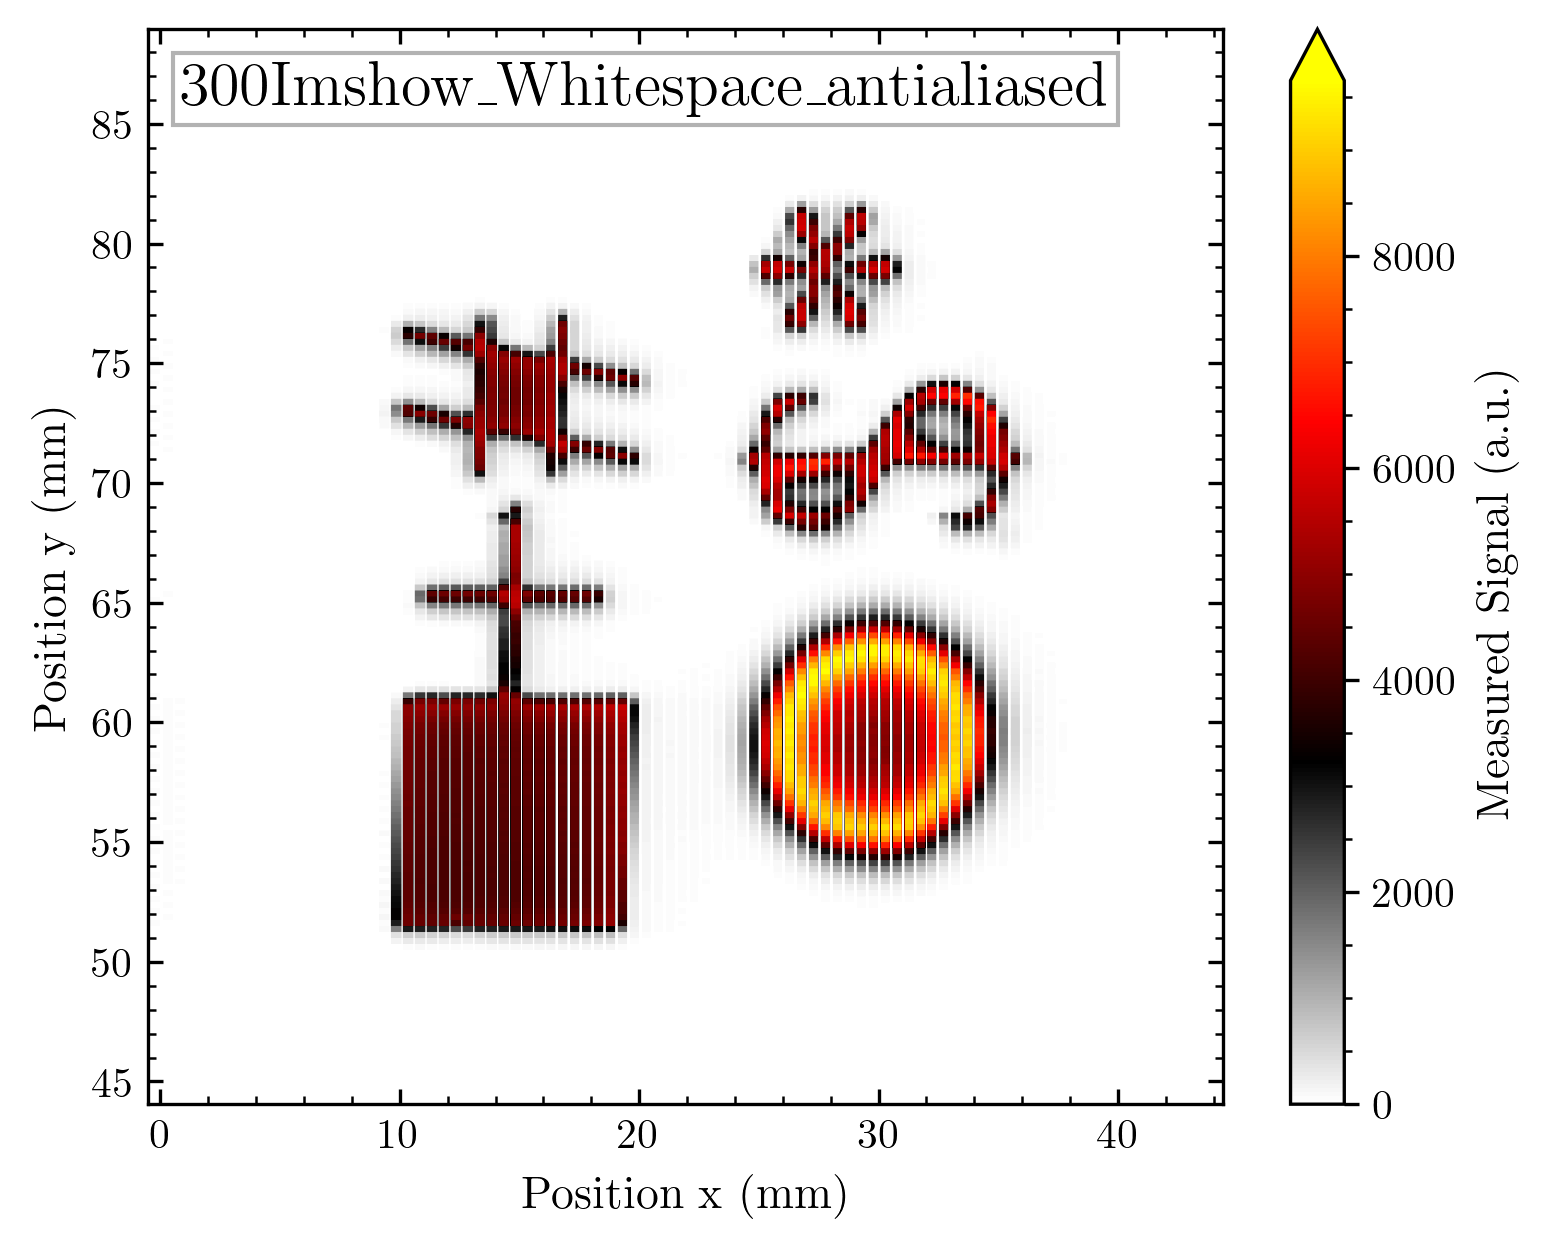 300Imshow_Whitespace_antialiased
85
80
75
70
65
60
55
50
45
Position y (mm)
0 10 20 30 40
Position x (mm)
8000
6000
4000
2000
0
Measured Signal (a.u.)